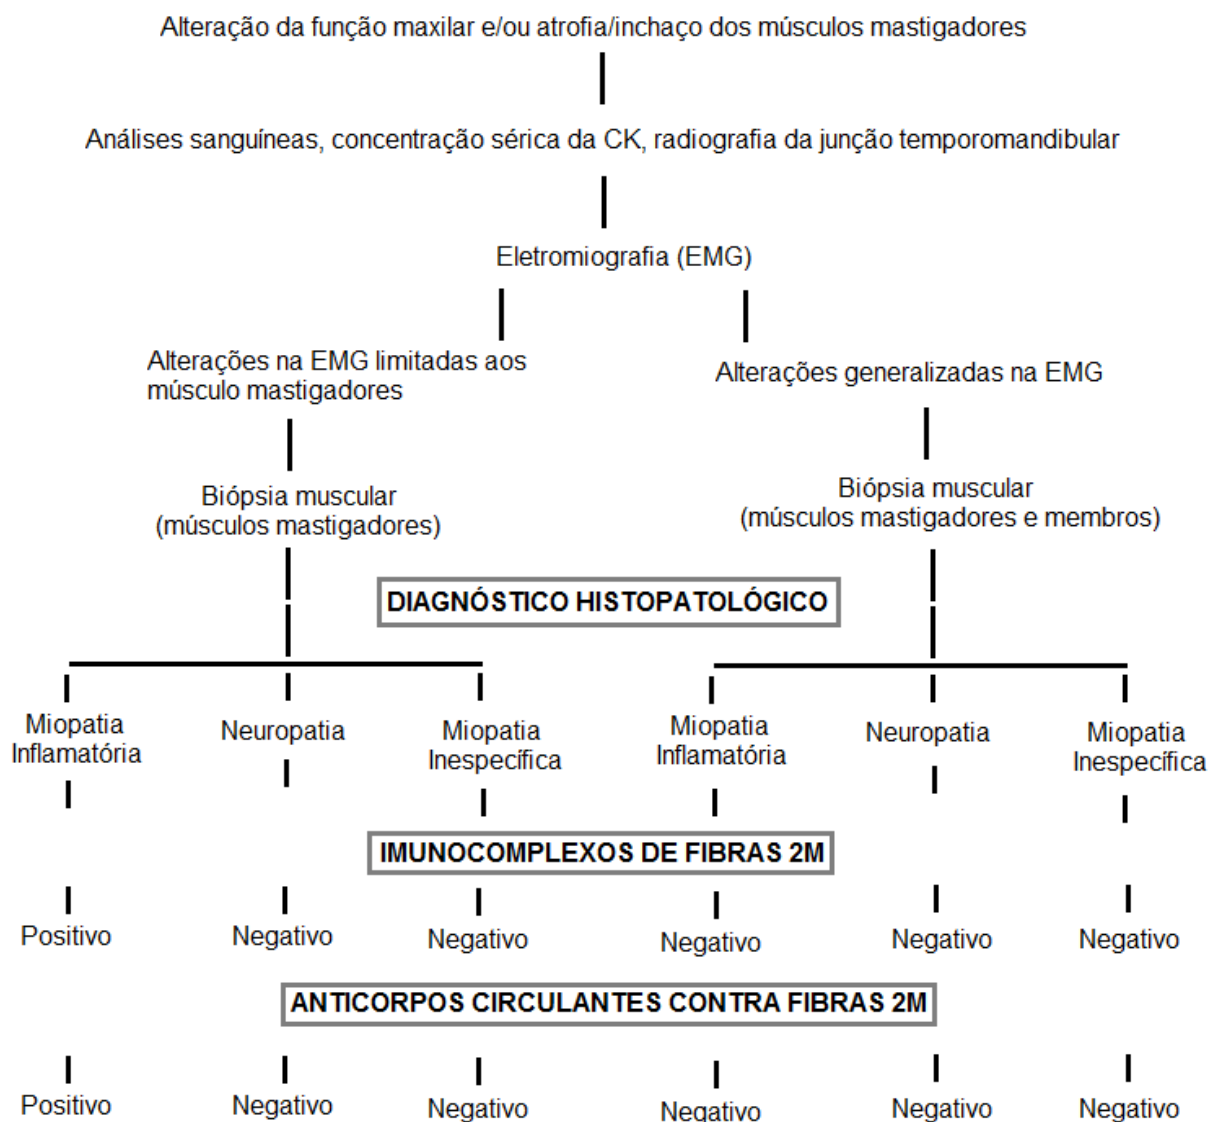 Alteração da função maxilar e/ou atrofia/inchaço dos músculos mastigadores
Análises sanguíneas, concentração sérica da CK, radiografia da junção temporomandibular
Eletromiografia (EMG)
Alterações na EMG limitadas aos
músculo mastigadores
Alterações generalizadas na EMG
Biópsia muscular
(músculos mastigadores)
Biópsia muscular
(músculos mastigadores e membros)
DIAGNÓSTICO HISTOPATOLÓGICO
Miopatia
Inflamatória
Neuropatia
Miopatia
Inespecífica
Miopatia
Inflamatória
Neuropatia
Miopatia
Inespecífica
IMUNOCOMPLEXOS DE FIBRAS 2M
Positivo
Negativo
Negativo
Negativo
Negativo
Negativo
ANTICORPOS CIRCULANTES CONTRA FIBRAS 2M
Positivo
Negativo
Negativo
Negativo
Negativo
Negativo